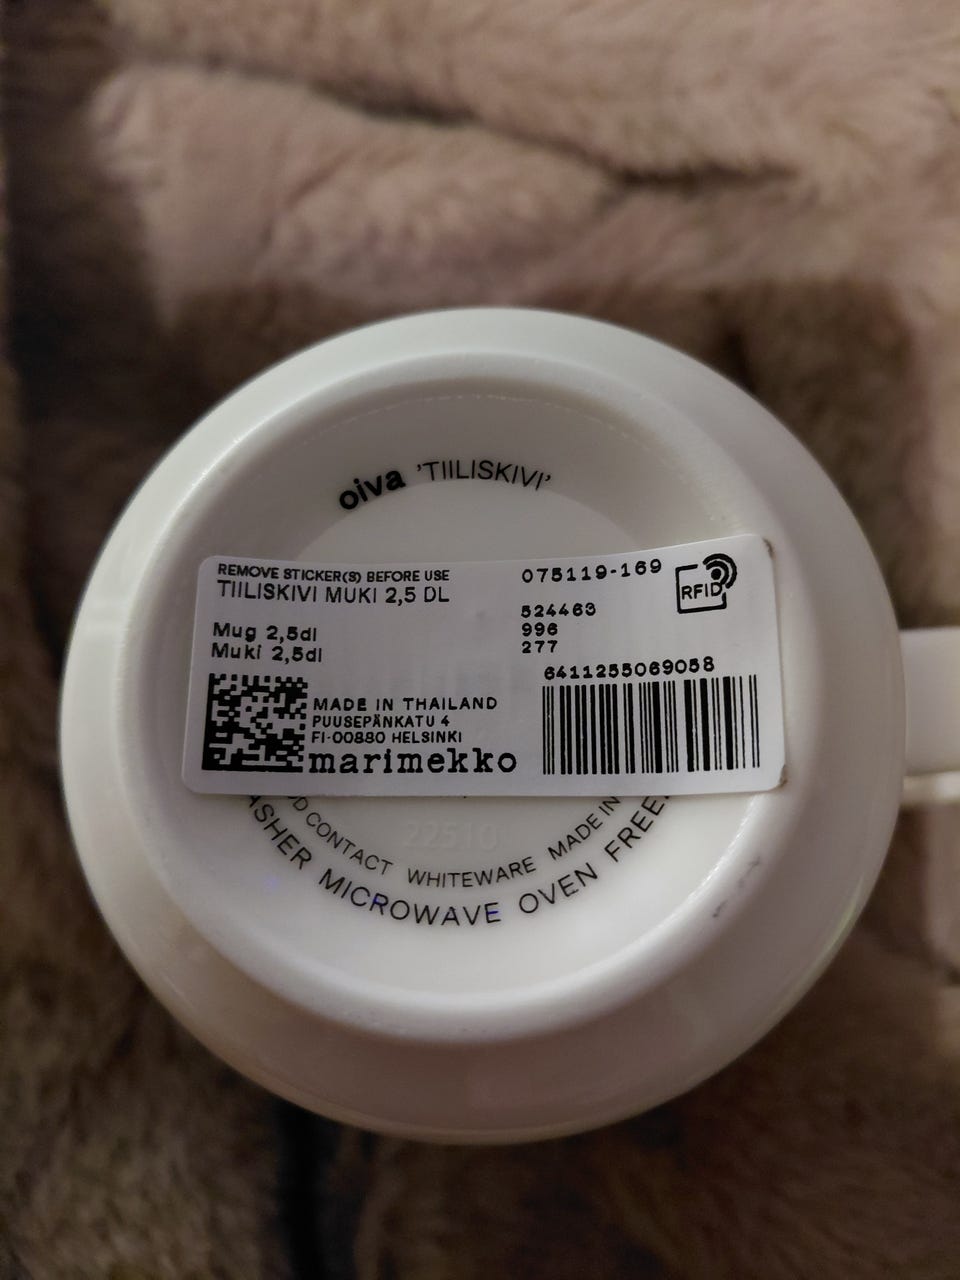 oiva 'TIILISKIVI'
REMOVE STICKER(S) BEFORE USE
TIILISKIVI MUKI 2,5 DL
075119-169
RFID
524463
996
277
Mug 2,5dl
Muki 2,5dl
6411255069058
MADE IN THAILAND
PUUSEPÄNKATU 4
FI-00880 HELSINKI
marimekko
22510
CONTACT WHITEWARE MADE IN
MICROWAVE OVEN